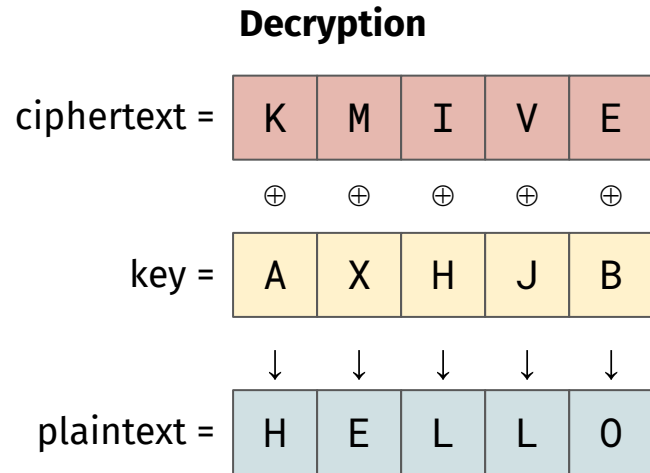 Decryption
ciphertext = K M I V E
⊕ ⊕ ⊕ ⊕ ⊕
key = A X H J B
↓ ↓ ↓ ↓ ↓
plaintext = H E L L O